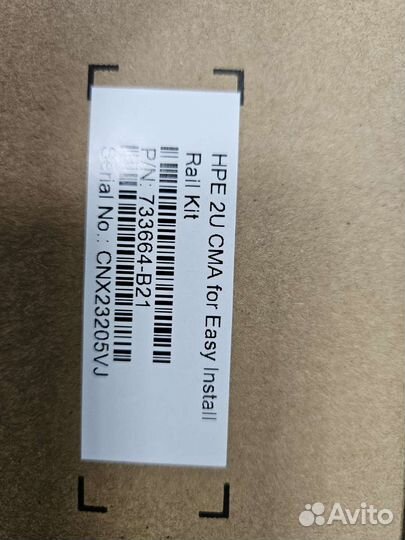 HPE 2U CMA for Easy Install
Rail Kit
P/N: 733664-B21
Serial No.: CNX23205VJ
Avito